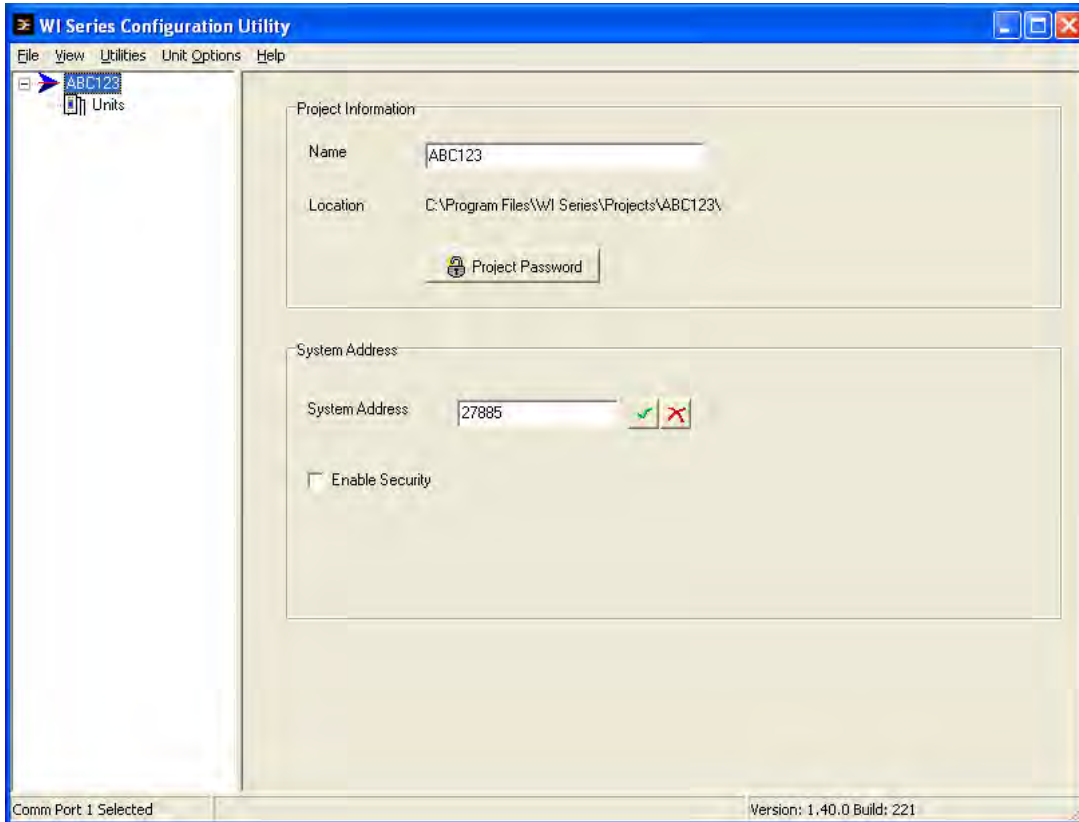 WI Series Configuration Utility
File View Utilities Unit Options Help
ABC123
Units
Project Information
Name ABC123
Location C:\Program Files\WI Series\Projects\ABC123\
Project Password
System Address
System Address 27885
Enable Security
Comm Port 1 Selected Version: 1.40.0 Build: 221